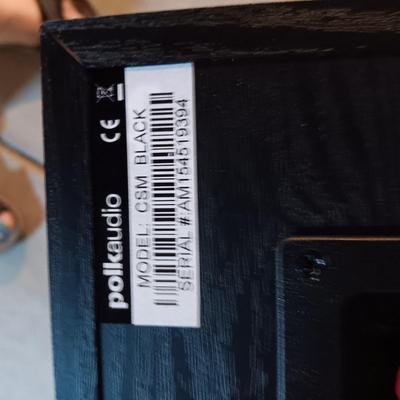 polkaudio
CE
MODEL: CSM BLACK
SERIAL #:AM154519394